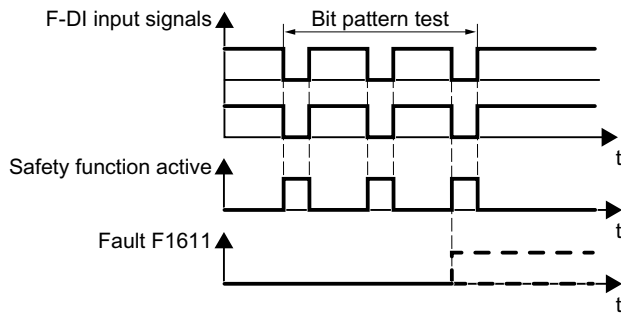 F-DI input signals
Bit pattern test
t
Safety function active
t
Fault F1611
t